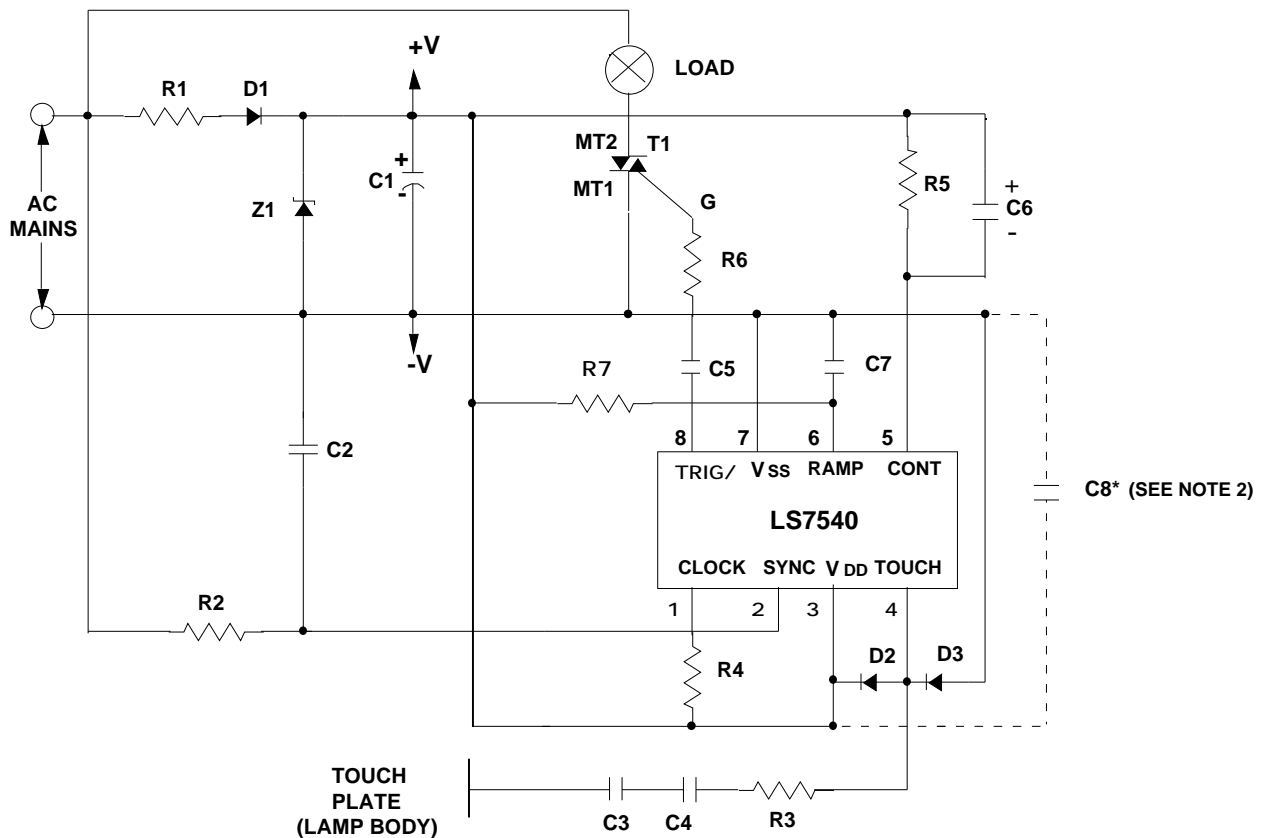 +V
LOAD
R1
D1
MT2
T1
+
C1
-
MT1
R5
+
C6
-
AC
MAINS
Z1
G
R6
-V
R7
C5
C7
C2
8
7
6
5
TRIG/
VSS
RAMP
CONT
C8* (SEE NOTE 2)
LS7540
CLOCK
SYNC
VDD
TOUCH
R2
1
2
3
4
R4
D2
D3
TOUCH
PLATE
(LAMP BODY)
C3
C4
R3